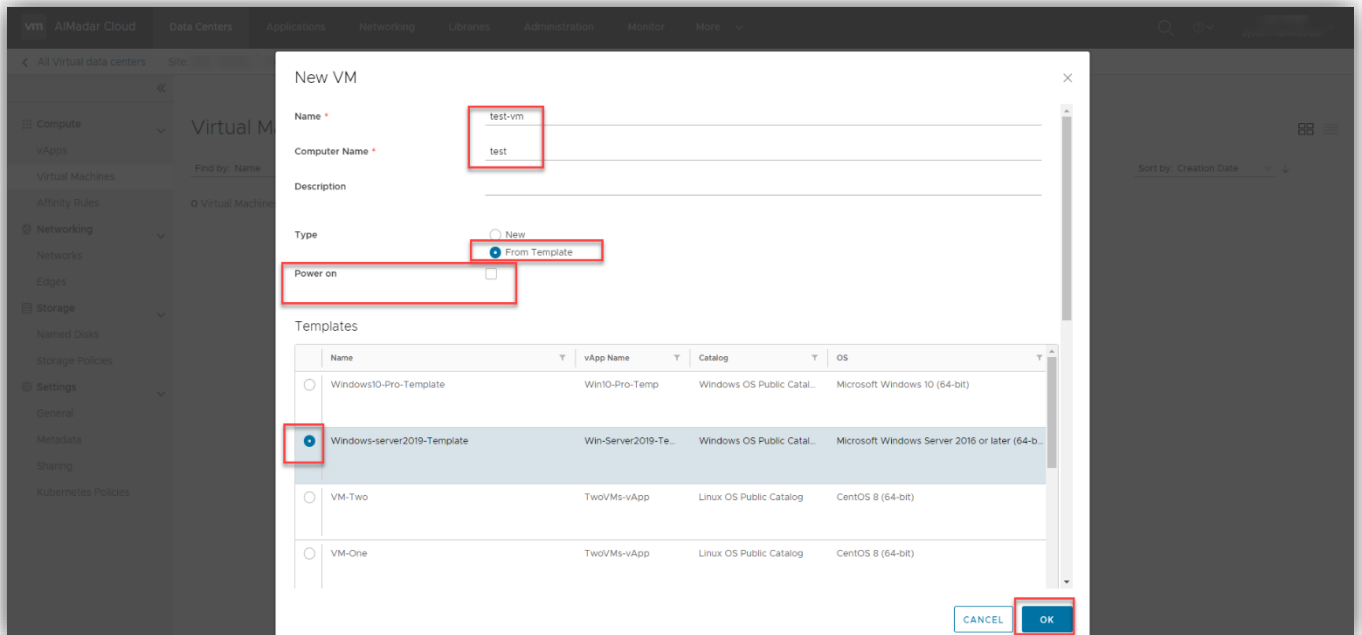 vm AlMadar Cloud Data Centers Applications Networking Libraries Administration Monitor More
All Virtual data centers Site:
Compute
vApps
Virtual Machines
Affinity Rules
Networking
Networks
Edges
Storage
Named Disks
Storage Policies
Settings
General
Metadata
Sharing
Kubernetes Policies
Virtual M
Find by: Name
0 Virtual Machine
Sort by: Creation Date
New VM
Name * test-vm
Computer Name * test
Description
Type New
From Template
Power on
Templates
Name vApp Name Catalog OS
Windows10-Pro-Template Win10-Pro-Temp Windows OS Public Catal... Microsoft Windows 10 (64-bit)
Windows-server2019-Template Win-Server2019-Te... Windows OS Public Catal... Microsoft Windows Server 2016 or later (64-b...
VM-Two TwoVMs-vApp Linux OS Public Catalog CentOS 8 (64-bit)
VM-One TwoVMs-vApp Linux OS Public Catalog CentOS 8 (64-bit)
CANCEL OK